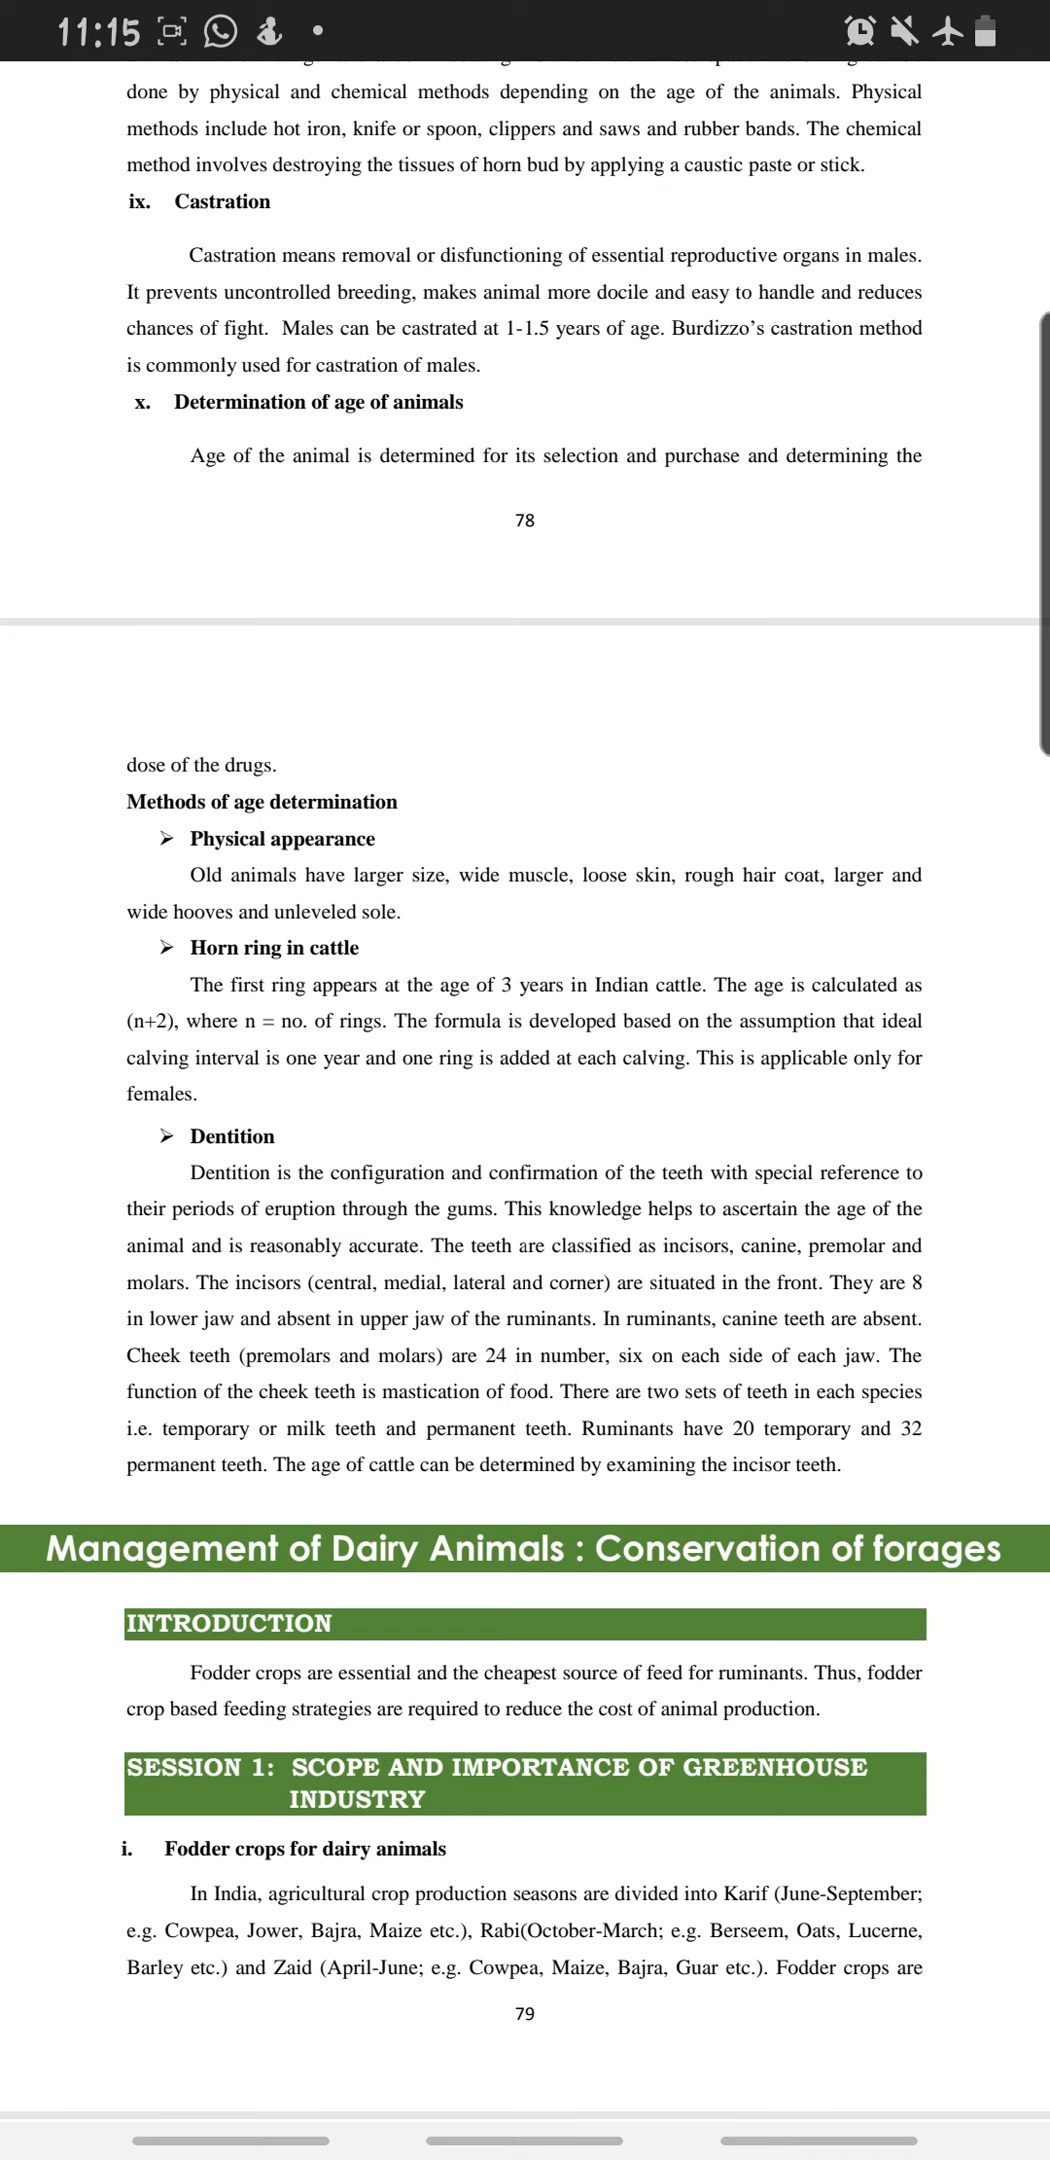 11:15
done by physical and chemical methods depending on the age of the animals. Physical
methods include hot iron, knife or spoon, clippers and saws and rubber bands. The chemical
method involves destroying the tissues of horn bud by applying a caustic paste or stick.
ix. Castration
Castration means removal or disfunctioning of essential reproductive organs in males.
It prevents uncontrolled breeding, makes animal more docile and easy to handle and reduces
chances of fight. Males can be castrated at 1-1.5 years of age. Burdizzo’s castration method
is commonly used for castration of males.
x. Determination of age of animals
Age of the animal is determined for its selection and purchase and determining the
78
dose of the drugs.
Methods of age determination
➢ Physical appearance
Old animals have larger size, wide muscle, loose skin, rough hair coat, larger and
wide hooves and unleveled sole.
➢ Horn ring in cattle
The first ring appears at the age of 3 years in Indian cattle. The age is calculated as
(n+2), where n = no. of rings. The formula is developed based on the assumption that ideal
calving interval is one year and one ring is added at each calving. This is applicable only for
females.
➢ Dentition
Dentition is the configuration and confirmation of the teeth with special reference to
their periods of eruption through the gums. This knowledge helps to ascertain the age of the
animal and is reasonably accurate. The teeth are classified as incisors, canine, premolar and
molars. The incisors (central, medial, lateral and corner) are situated in the front. They are 8
in lower jaw and absent in upper jaw of the ruminants. In ruminants, canine teeth are absent.
Cheek teeth (premolars and molars) are 24 in number, six on each side of each jaw. The
function of the cheek teeth is mastication of food. There are two sets of teeth in each species
i.e. temporary or milk teeth and permanent teeth. Ruminants have 20 temporary and 32
permanent teeth. The age of cattle can be determined by examining the incisor teeth.
Management of Dairy Animals : Conservation of forages
INTRODUCTION
Fodder crops are essential and the cheapest source of feed for ruminants. Thus, fodder
crop based feeding strategies are required to reduce the cost of animal production.
SESSION 1: SCOPE AND IMPORTANCE OF GREENHOUSE
INDUSTRY
i. Fodder crops for dairy animals
In India, agricultural crop production seasons are divided into Karif (June-September;
e.g. Cowpea, Jower, Bajra, Maize etc.), Rabi(October-March; e.g. Berseem, Oats, Lucerne,
Barley etc.) and Zaid (April-June; e.g. Cowpea, Maize, Bajra, Guar etc.). Fodder crops are
79